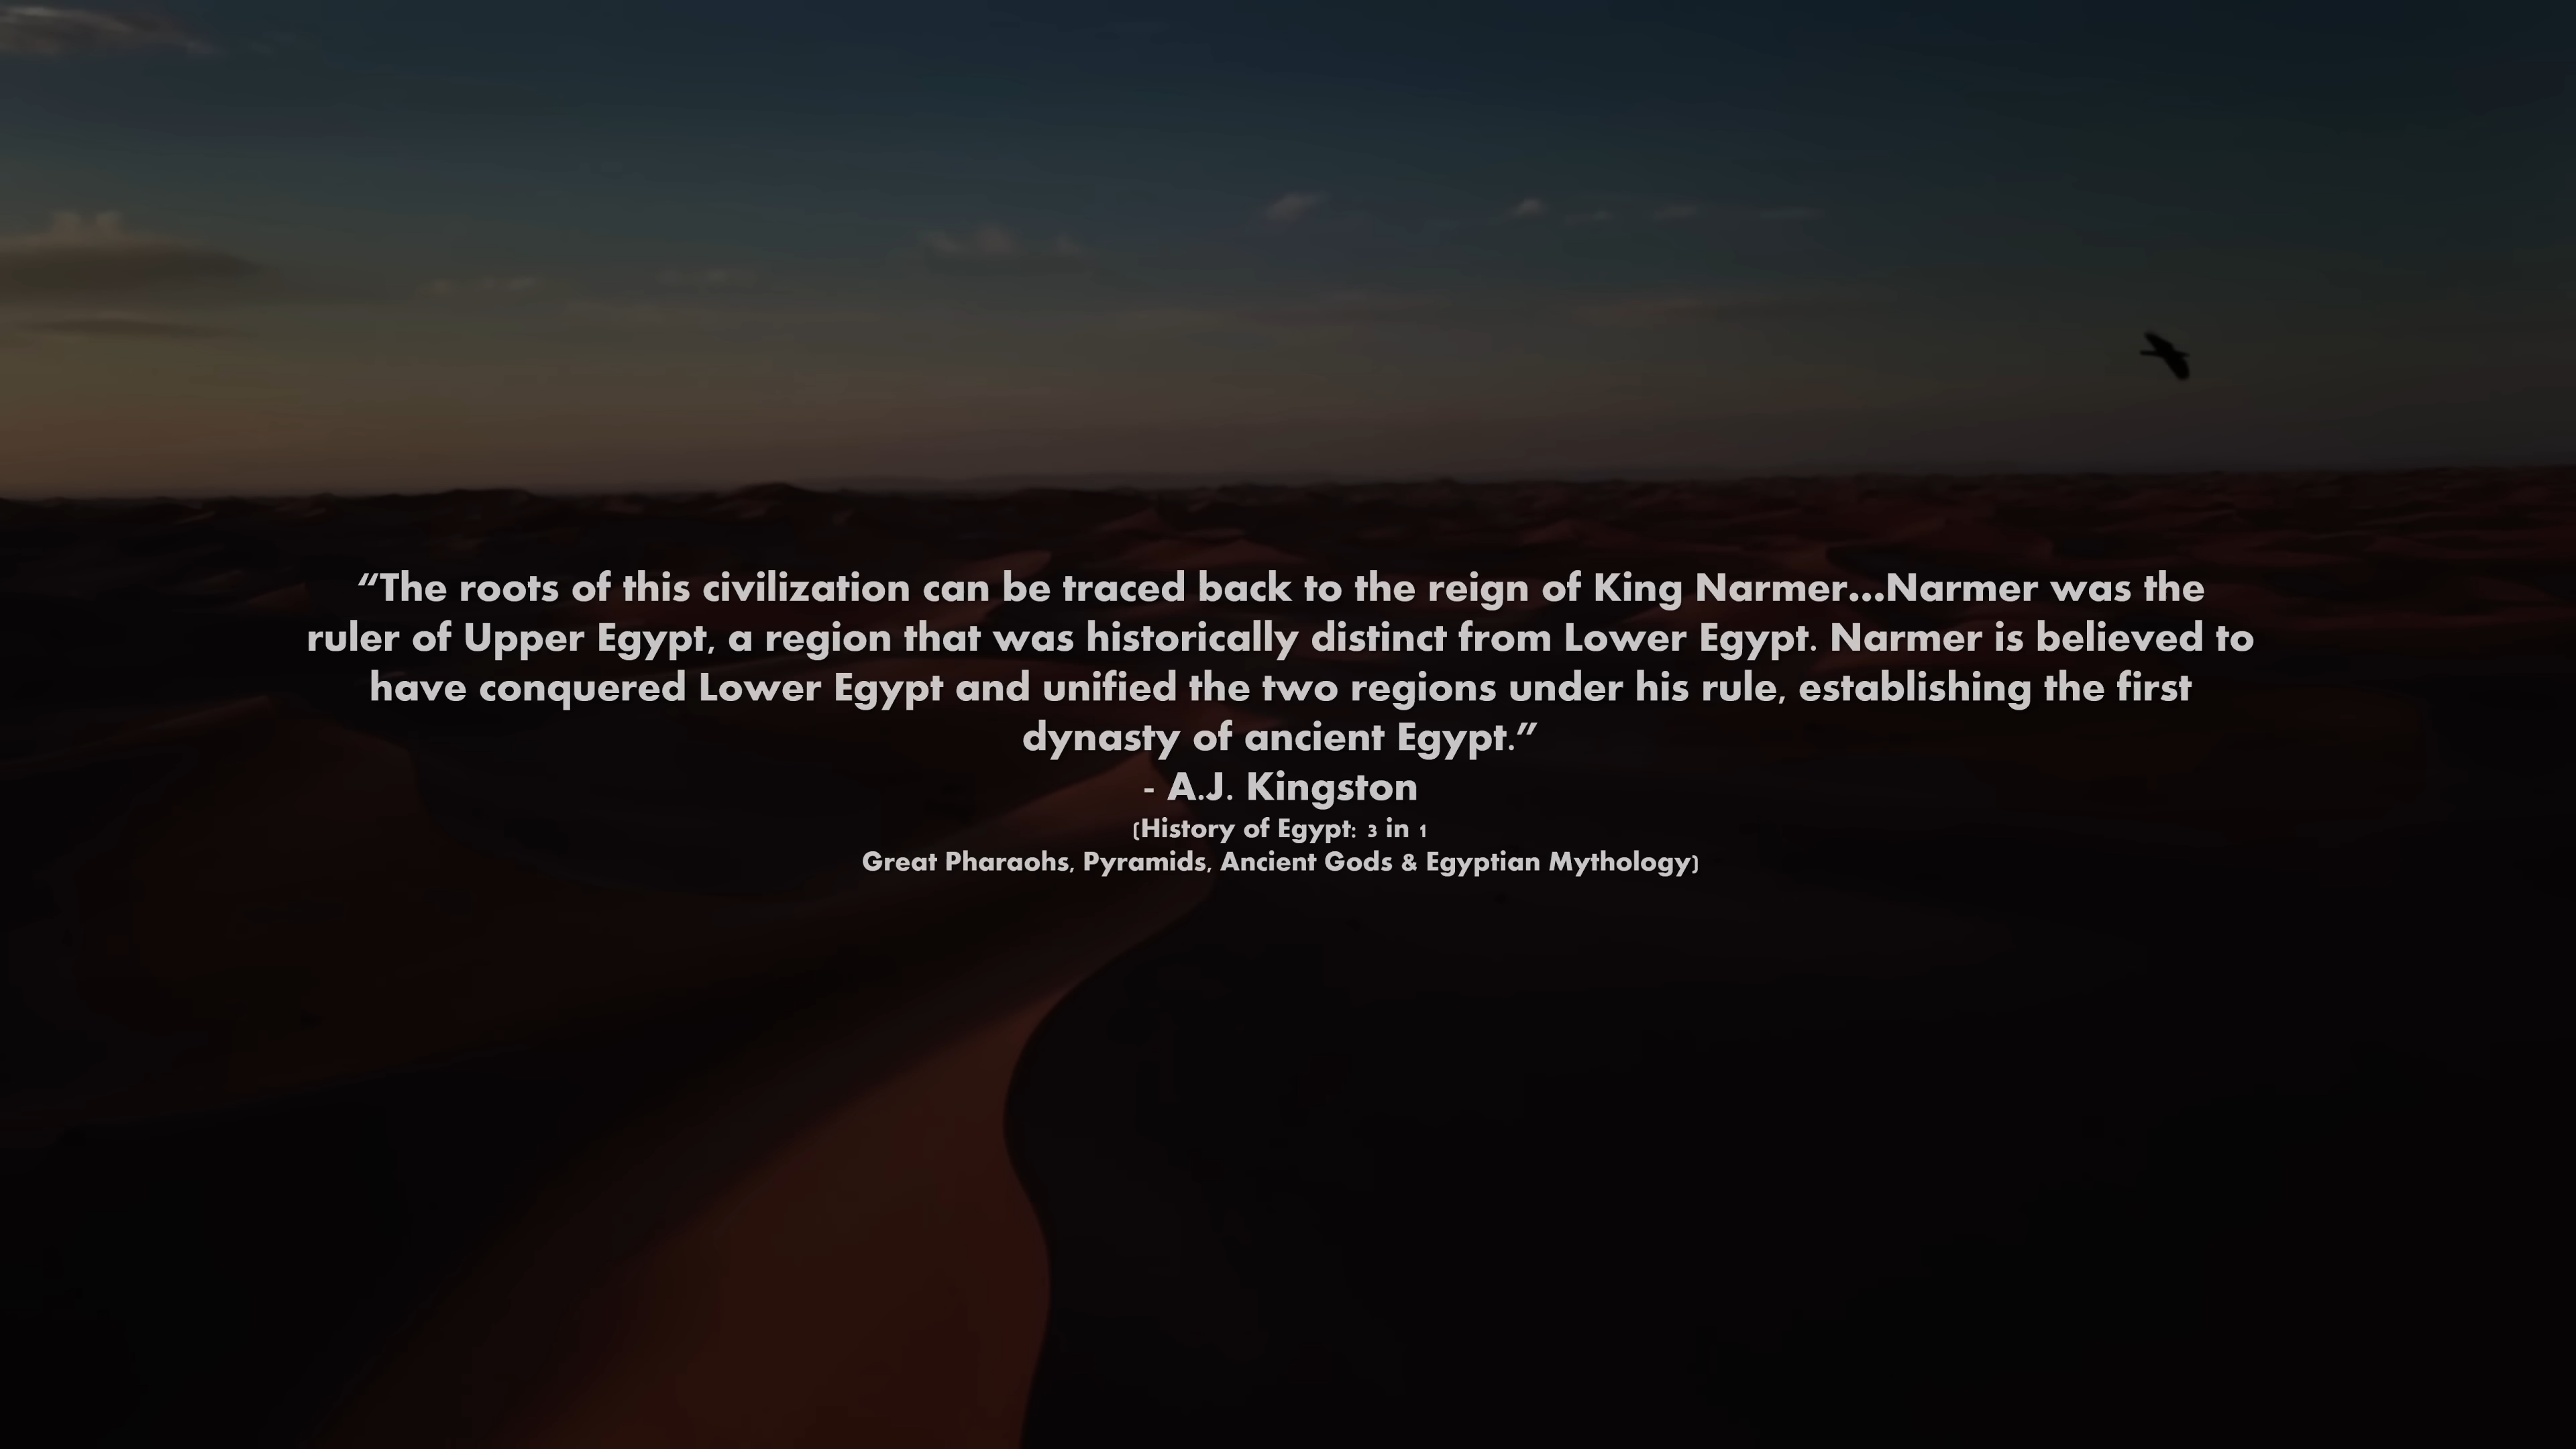 “The roots of this civilization can be traced back to the reign of King Narmer...Narmer was the
ruler of Upper Egypt, a region that was historically distinct from Lower Egypt. Narmer is believed to
have conquered Lower Egypt and unified the two regions under his rule, establishing the first
dynasty of ancient Egypt.”
- A.J. Kingston
(History of Egypt: 3 in 1
Great Pharaohs, Pyramids, Ancient Gods & Egyptian Mythology)